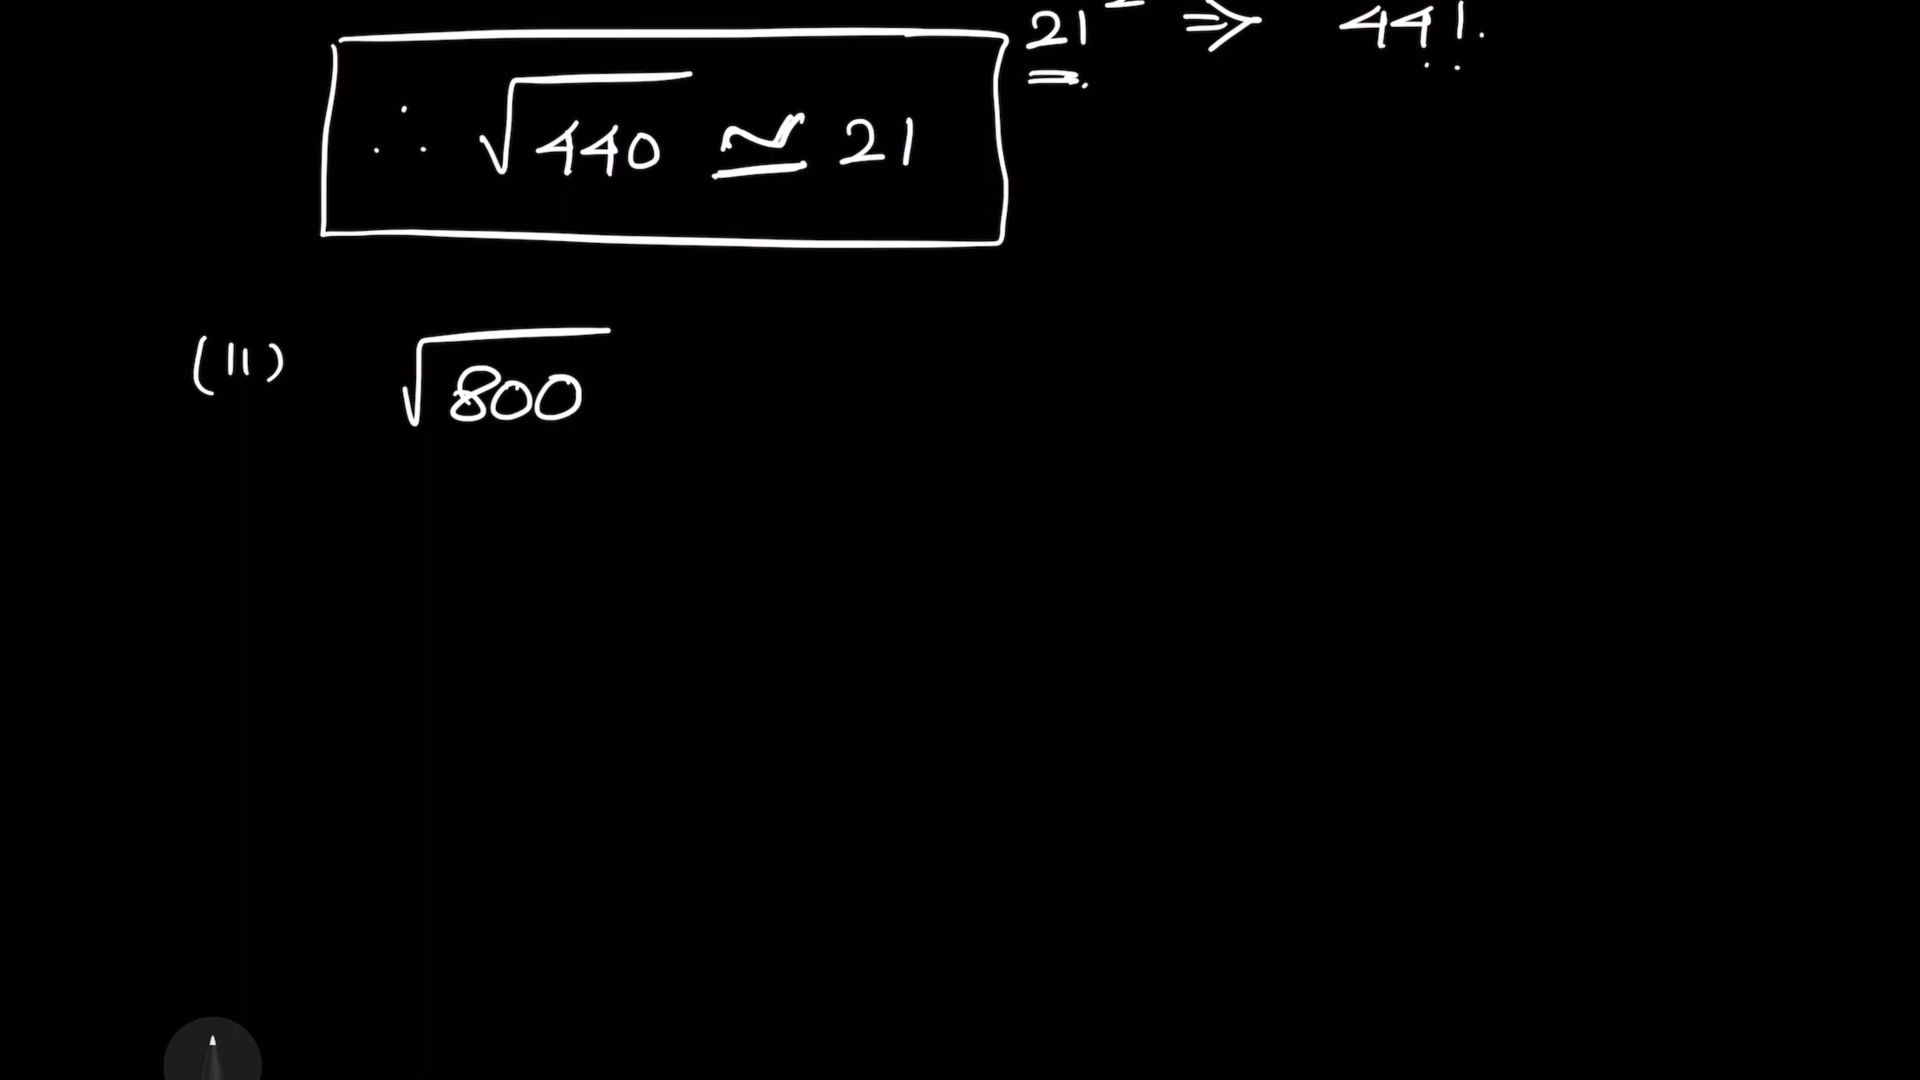 21² ⇒ 441.
∴ √440 ≅ 21
(11) √800